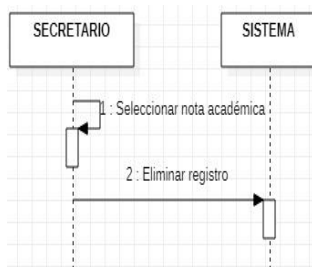 SECRETARIO
SISTEMA
1 : Seleccionar nota académica
2 : Eliminar registro